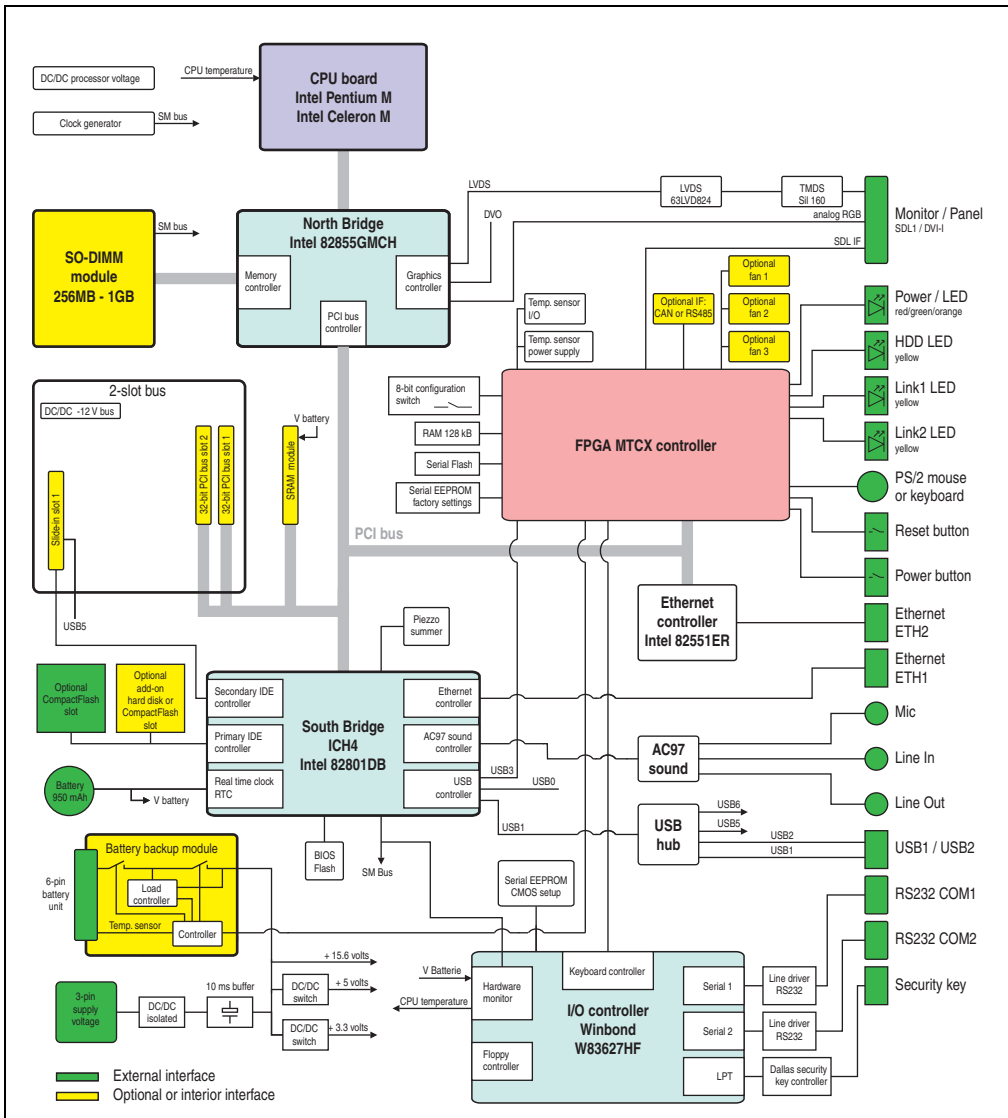 CPU board
Intel Pentium M
Intel Celeron M
DC/DC processor voltage
CPU temperature
Clock generator
SM bus
SO-DIMM
module
256MB - 1GB
SM bus
North Bridge
Intel 82855GMCH
Memory
controller
Graphics
controller
PCI bus
controller
LVDS
DVO
LVDS
63LVD824
TMDS
Sil 160
analog RGB
SDL IF
Monitor / Panel
SDL1 / DVI-I
Temp. sensor
I/O
Temp. sensor
power supply
Optional IF:
CAN or RS485
Optional
fan 1
Optional
fan 2
Optional
fan 3
Power / LED
red/green/orange
HDD LED
yellow
Link1 LED
yellow
Link2 LED
yellow
PS/2 mouse
or keyboard
Reset button
Power button
Ethernet
ETH2
Ethernet
ETH1
Mic
Line In
Line Out
USB1 / USB2
RS232 COM1
RS232 COM2
Security key
2-slot bus
DC/DC -12 V bus
Slide-in slot 1
32-bit PCI bus slot 2
32-bit PCI bus slot 1
SRAM module
V battery
USB5
8-bit configuration
switch
RAM 128 kB
Serial Flash
Serial EEPROM
factory settings
FPGA MTCX controller
PCI bus
Ethernet
controller
Intel 82551ER
Piezzo
summer
Optional
CompactFlash
slot
Optional
add-on
hard disk or
CompactFlash
slot
Secondary IDE
controller
Primary IDE
controller
Real time clock
RTC
South Bridge
ICH4
Intel 82801DB
Ethernet
controller
AC97 sound
controller
USB
controller
USB3
USB0
USB1
AC97
sound
USB
hub
USB6
USB5
USB2
USB1
Battery
950 mAh
V battery
BIOS
Flash
SM Bus
Battery backup module
6-pin
battery
unit
Load
controller
Temp. sensor
Controller
Serial EEPROM
CMOS setup
+ 15.6 volts
3-pin
supply
voltage
DC/DC
isolated
10 ms buffer
DC/DC
switch
+ 5 volts
DC/DC
switch
+ 3.3 volts
V Batterie
CPU temperature
Hardware
monitor
Keyboard controller
Floppy
controller
I/O controller
Winbond
W83627HF
Serial 1
Serial 2
LPT
Line driver
RS232
Line driver
RS232
Dallas security
key controller
External interface
Optional or interior interface